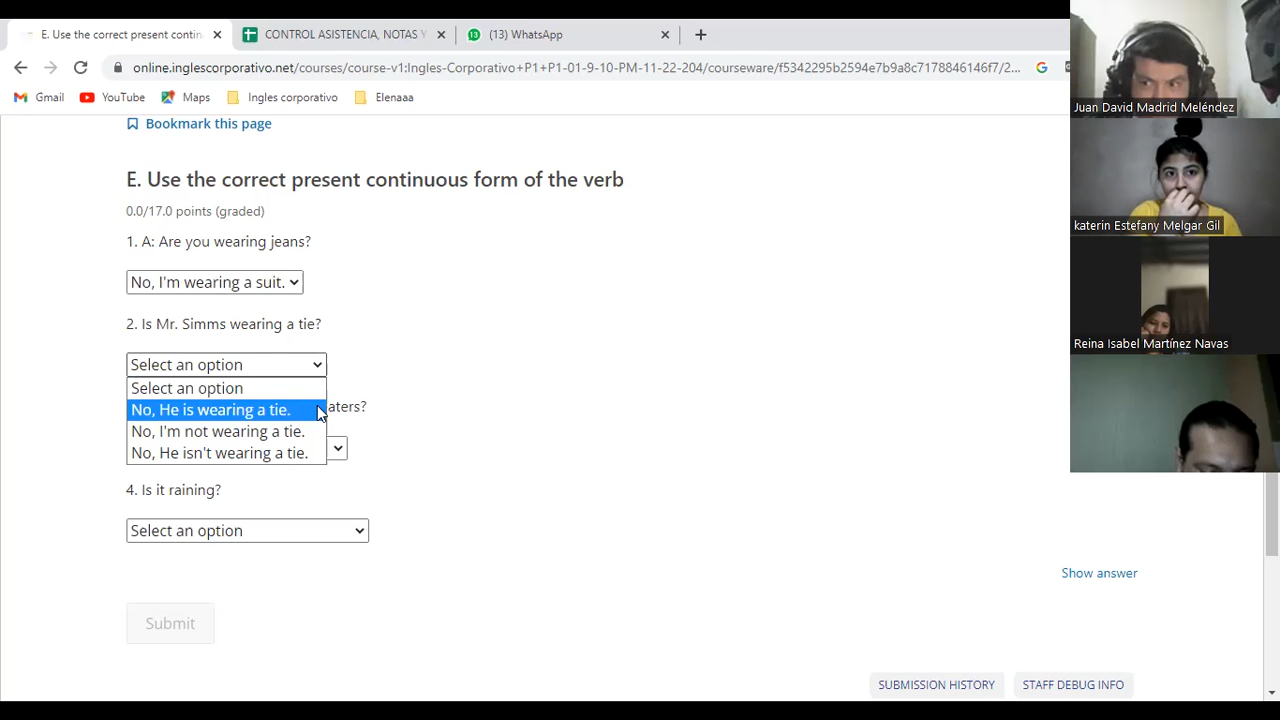 E. Use the correct present contin
CONTROL ASISTENCIA, NOTAS Y
(13) WhatsApp
online.inglescorporativo.net/courses/course-v1:Ingles-Corporativo+P1+P1-01-9-10-PM-11-22-204/courseware/f5342295b2594e7b9a8c7178846146f7/2...
Gmail
YouTube
Maps
Ingles corporativo
Elenaaa
Bookmark this page
E. Use the correct present continuous form of the verb
0.0/17.0 points (graded)
1. A: Are you wearing jeans?
No, I'm wearing a suit.
2. Is Mr. Simms wearing a tie?
Select an option
Select an option
No, He is wearing a tie.
aters?
No, I'm not wearing a tie.
No, He isn't wearing a tie.
4. Is it raining?
Select an option
Show answer
Submit
SUBMISSION HISTORY
STAFF DEBUG INFO
Juan David Madrid Meléndez
katerin Estefany Melgar Gil
Reina Isabel Martínez Navas